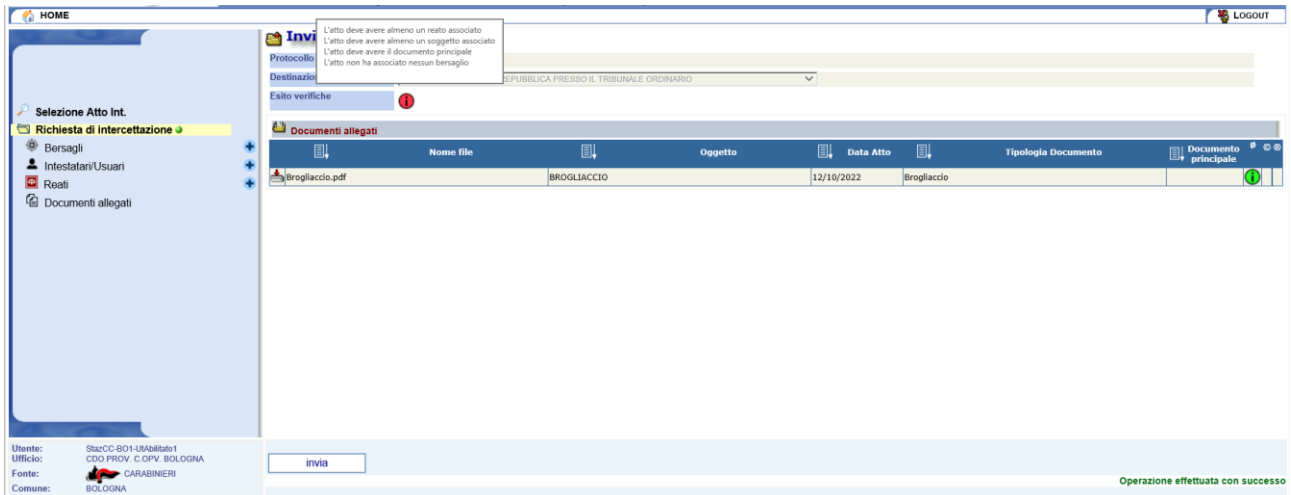 HOME
LOGOUT
L'atto deve avere almeno un reato associato
L'atto deve avere almeno un soggetto associato
L'atto deve avere il documento principale
L'atto non ha associato nessun bersaglio
Invi
Protocollo
Destinazio
REPUBBLICA PRESSO IL TRIBUNALE ORDINARIO
Esito verifiche
Selezione Atto Int.
Richiesta di intercettazione
Bersagli
Intestatari/Usuari
Reati
Documenti allegati
Documenti allegati
Nome file Oggetto Data Atto Tipologia Documento Documento principale
Brogliaccio.pdf BROGLIACCIO 12/10/2022 Brogliaccio
Utente: StazCC-BO1-UtAbilitato1
Ufficio: CDO PROV. C.OPV. BOLOGNA
Fonte: CARABINIERI
Comune: BOLOGNA
invia
Operazione effettuata con successo